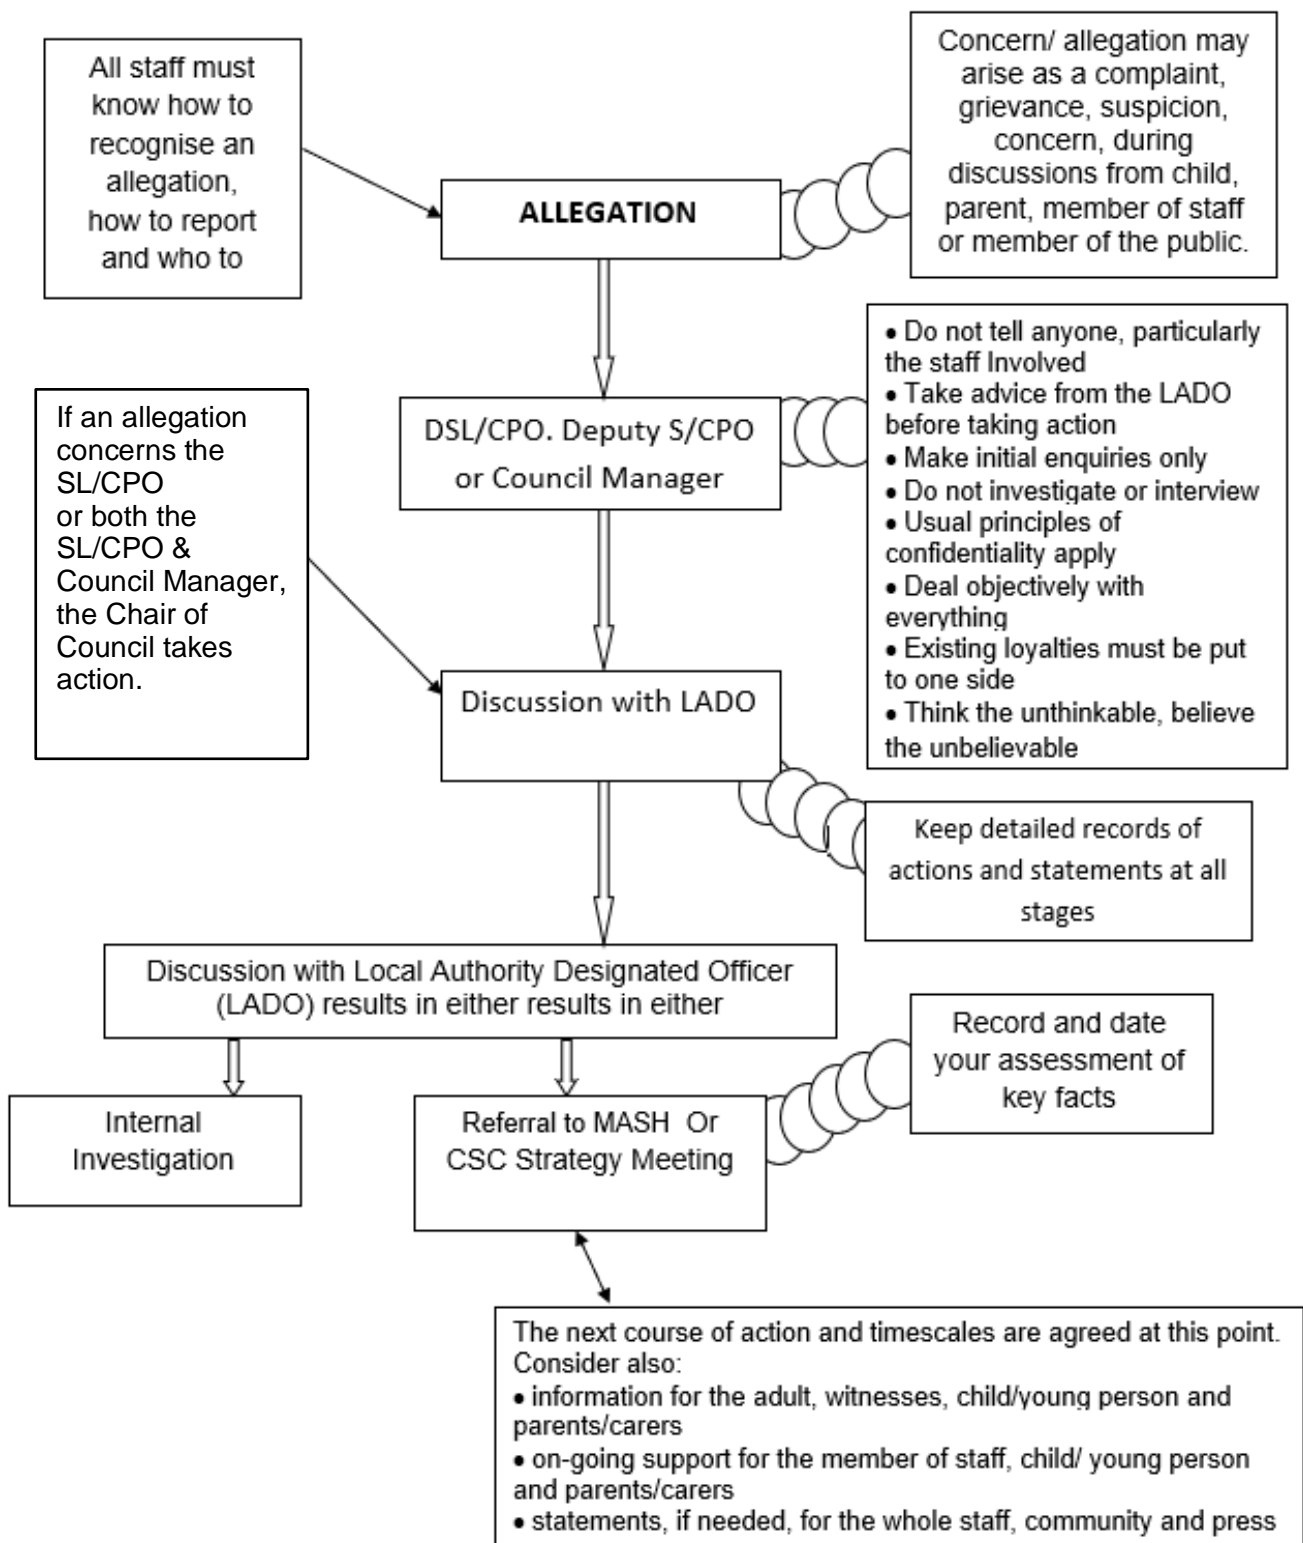 All staff must
know how to
recognise an
allegation,
how to report
and who to
Concern/ allegation may
arise as a complaint,
grievance, suspicion,
concern, during
discussions from child,
parent, member of staff
or member of the public.
ALLEGATION
• Do not tell anyone, particularly
the staff Involved
• Take advice from the LADO
before taking action
• Make initial enquiries only
• Do not investigate or interview
• Usual principles of
confidentiality apply
• Deal objectively with
everything
• Existing loyalties must be put
to one side
• Think the unthinkable, believe
the unbelievable
DSL/CPO. Deputy S/CPO
or Council Manager
If an allegation
concerns the
SL/CPO
or both the
SL/CPO &
Council Manager,
the Chair of
Council takes
action.
Discussion with LADO
Keep detailed records of
actions and statements at all
stages
Discussion with Local Authority Designated Officer
(LADO) results in either results in either
Record and date
your assessment of
key facts
Internal
Investigation
Referral to MASH Or
CSC Strategy Meeting
The next course of action and timescales are agreed at this point.
Consider also:
• information for the adult, witnesses, child/young person and
parents/carers
• on-going support for the member of staff, child/ young person
and parents/carers
• statements, if needed, for the whole staff, community and press